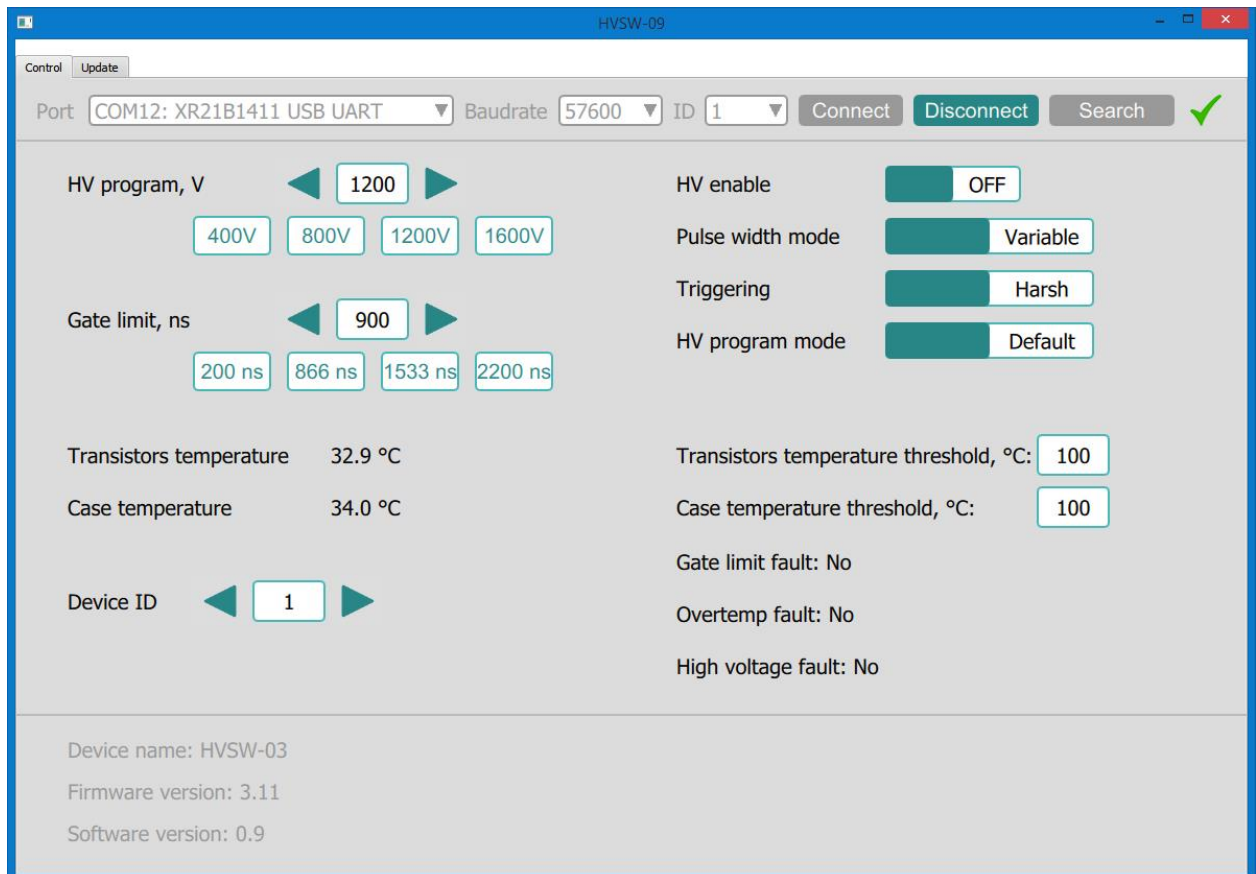 HVSW-09
Control Update
Port COM12: XR21B1411 USB UART Baudrate 57600 ID 1 Connect Disconnect Search
HV program, V 1200
400V 800V 1200V 1600V
Gate limit, ns 900
200 ns 866 ns 1533 ns 2200 ns
HV enable OFF
Pulse width mode Variable
Triggering Harsh
HV program mode Default
Transistors temperature 32.9 °C
Case temperature 34.0 °C
Device ID 1
Transistors temperature threshold, °C: 100
Case temperature threshold, °C: 100
Gate limit fault: No
Overtemp fault: No
High voltage fault: No
Device name: HVSW-03
Firmware version: 3.11
Software version: 0.9